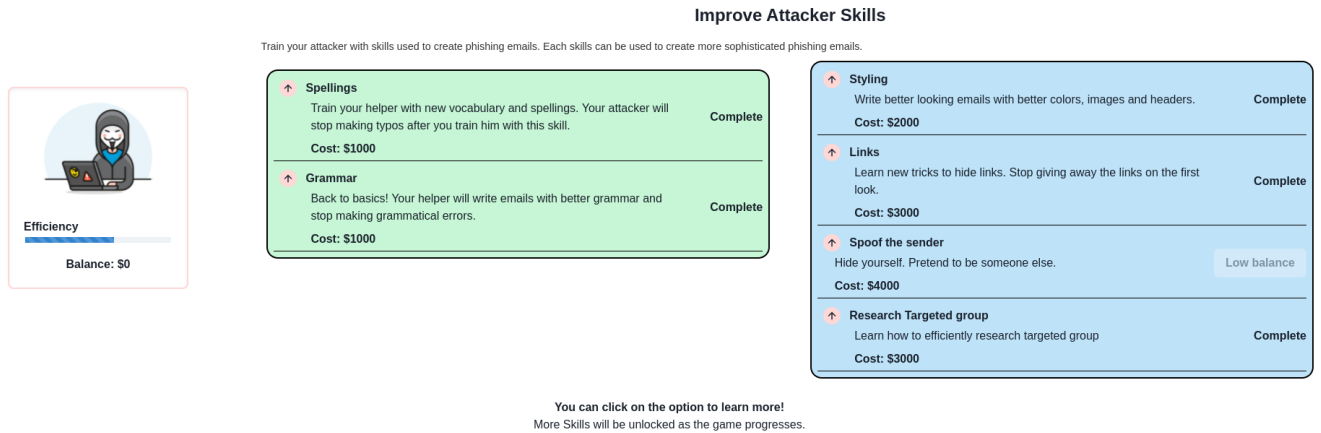 Improve Attacker Skills
Train your attacker with skills used to create phishing emails. Each skills can be used to create more sophisticated phishing emails.
Efficiency
Balance: $0
Spellings
Train your helper with new vocabulary and spellings. Your attacker will
stop making typos after you train him with this skill.
Complete
Cost: $1000
Grammar
Back to basics! Your helper will write emails with better grammar and
stop making grammatical errors.
Complete
Cost: $1000
Styling
Write better looking emails with better colors, images and headers.
Complete
Cost: $2000
Links
Learn new tricks to hide links. Stop giving away the links on the first
look.
Complete
Cost: $3000
Spoof the sender
Hide yourself. Pretend to be someone else.
Low balance
Cost: $4000
Research Targeted group
Learn how to efficiently research targeted group
Complete
Cost: $3000
You can click on the option to learn more!
More Skills will be unlocked as the game progresses.